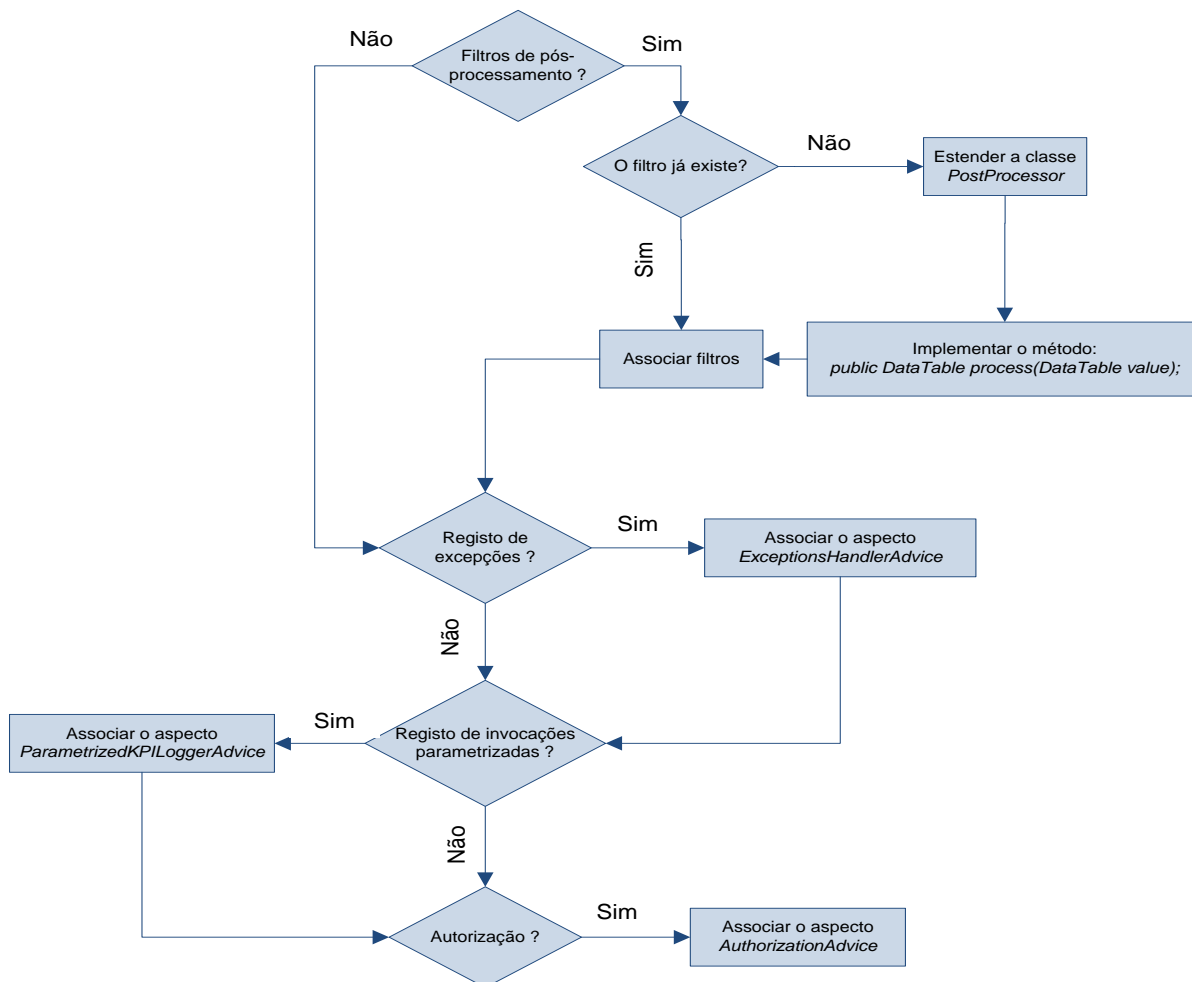 Não
Sim
Filtros de pós-
processamento ?
O filtro já existe?
Não
Estender a classe
PostProcessor
Sim
Associar filtros
Implementar o método:
public DataTable process(DataTable value);
Registo de
excepções ?
Sim
Associar o aspecto
ExceptionsHandlerAdvice
Não
Registo de invocações
parametrizadas ?
Sim
Associar o aspecto
ParametrizedKPILoggerAdvice
Não
Autorização ?
Sim
Associar o aspecto
AuthorizationAdvice